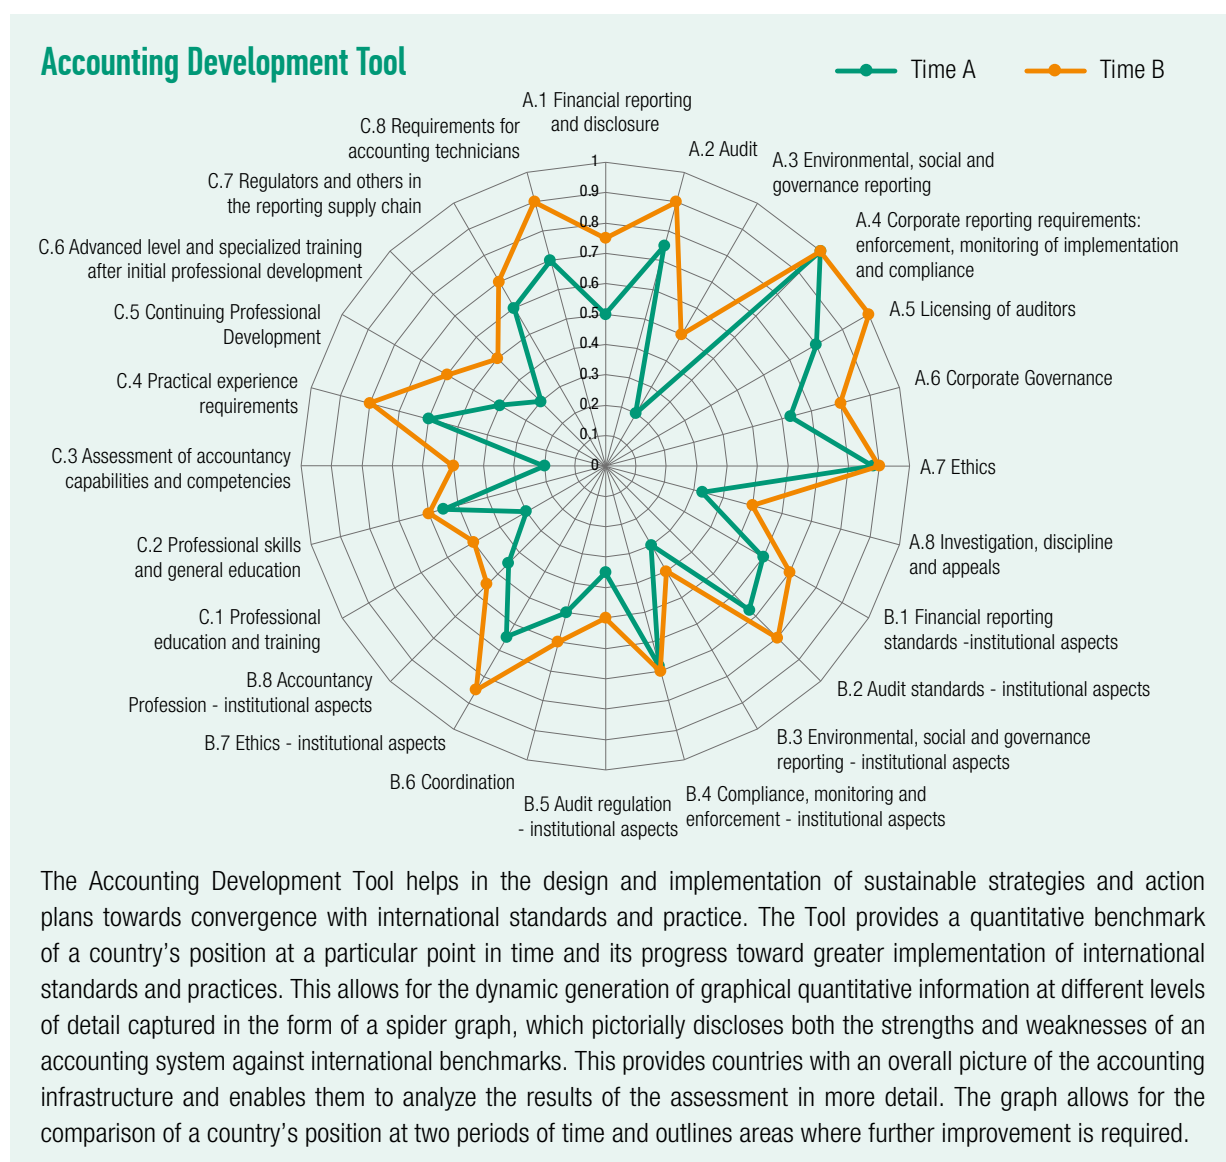 Accounting Development Tool
Time A
Time B
A.1 Financial reporting
and disclosure
A.2 Audit
A.3 Environmental, social and
governance reporting
A.4 Corporate reporting requirements:
enforcement, monitoring of implementation
and compliance
A.5 Licensing of auditors
A.6 Corporate Governance
A.7 Ethics
A.8 Investigation, discipline
and appeals
B.1 Financial reporting
standards -institutional aspects
B.2 Audit standards - institutional aspects
B.3 Environmental, social and governance
reporting - institutional aspects
B.4 Compliance, monitoring and
enforcement - institutional aspects
B.5 Audit regulation
- institutional aspects
B.6 Coordination
B.7 Ethics - institutional aspects
B.8 Accountancy
Profession - institutional aspects
C.1 Professional
education and training
C.2 Professional skills
and general education
C.3 Assessment of accountancy
capabilities and competencies
C.4 Practical experience
requirements
C.5 Continuing Professional
Development
C.6 Advanced level and specialized training
after initial professional development
C.7 Regulators and others in
the reporting supply chain
C.8 Requirements for
accounting technicians
1
0.9
0.8
0.7
0.6
0.5
0.4
0.3
0.2
0.1
0
The Accounting Development Tool helps in the design and implementation of sustainable strategies and action
plans towards convergence with international standards and practice. The Tool provides a quantitative benchmark
of a country's position at a particular point in time and its progress toward greater implementation of international
standards and practices. This allows for the dynamic generation of graphical quantitative information at different levels
of detail captured in the form of a spider graph, which pictorially discloses both the strengths and weaknesses of an
accounting system against international benchmarks. This provides countries with an overall picture of the accounting
infrastructure and enables them to analyze the results of the assessment in more detail. The graph allows for the
comparison of a country's position at two periods of time and outlines areas where further improvement is required.